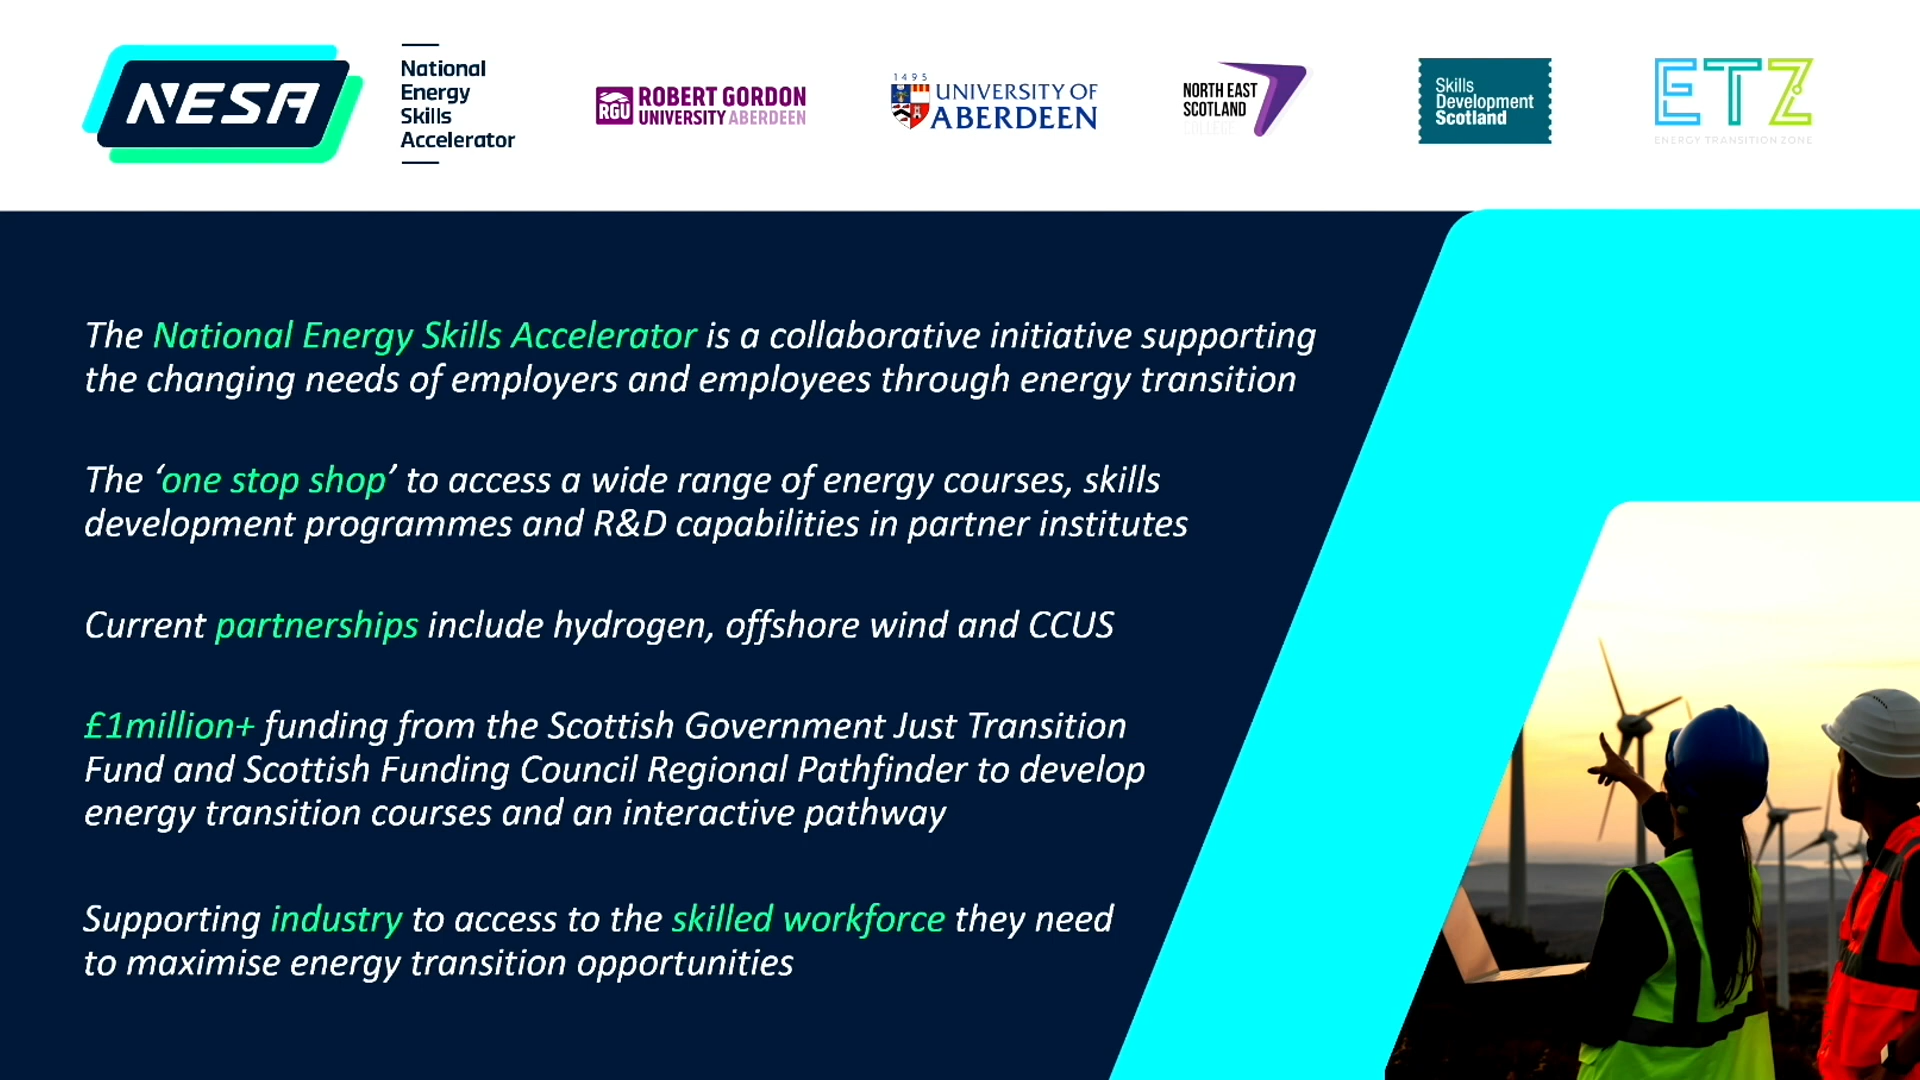 NESA
National
Energy
Skills
Accelerator
RGU
ROBERT GORDON
UNIVERSITY ABERDEEN
1495
UNIVERSITY OF
ABERDEEN
NORTH EAST
SCOTLAND
COLLEGE
Skills
Development
Scotland
ETZ
ENERGY TRANSITION ZONE
The National Energy Skills Accelerator is a collaborative initiative supporting
the changing needs of employers and employees through energy transition
The ‘one stop shop’ to access a wide range of energy courses, skills
development programmes and R&D capabilities in partner institutes
Current partnerships include hydrogen, offshore wind and CCUS
£1million+ funding from the Scottish Government Just Transition
Fund and Scottish Funding Council Regional Pathfinder to develop
energy transition courses and an interactive pathway
Supporting industry to access to the skilled workforce they need
to maximise energy transition opportunities